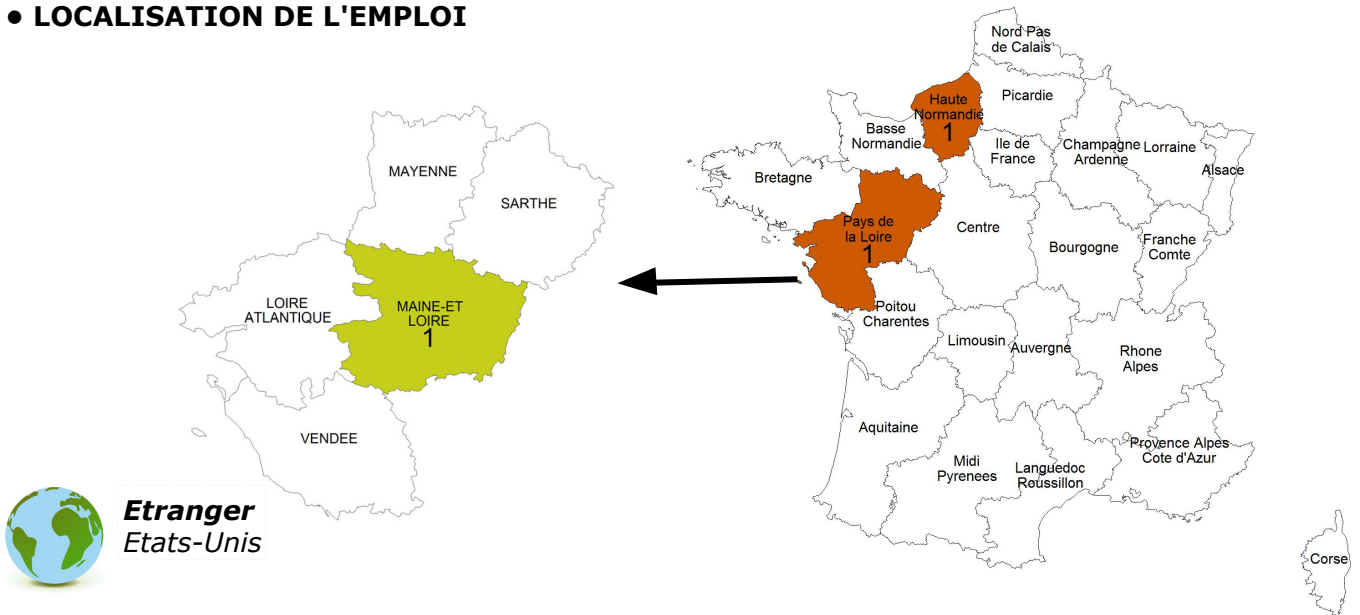 • LOCALISATION DE L'EMPLOI
MAYENNE
SARTHE
LOIRE
ATLANTIQUE
MAINE-ET
LOIRE
1
VENDEE
Etranger
Etats-Unis
Nord Pas
de Calais
Picardie
Haute
Normandie
1
Basse
Normandie
Ile de
France
Champagne
Ardenne
Lorraine
Alsace
Bretagne
Pays de
la Loire
1
Centre
Bourgogne
Franche
Comte
Poitou
Charentes
Limousin
Auvergne
Rhone
Alpes
Aquitaine
Midi
Pyrenees
Languedoc
Roussillon
Provence Alpes
Cote d'Azur
Corse